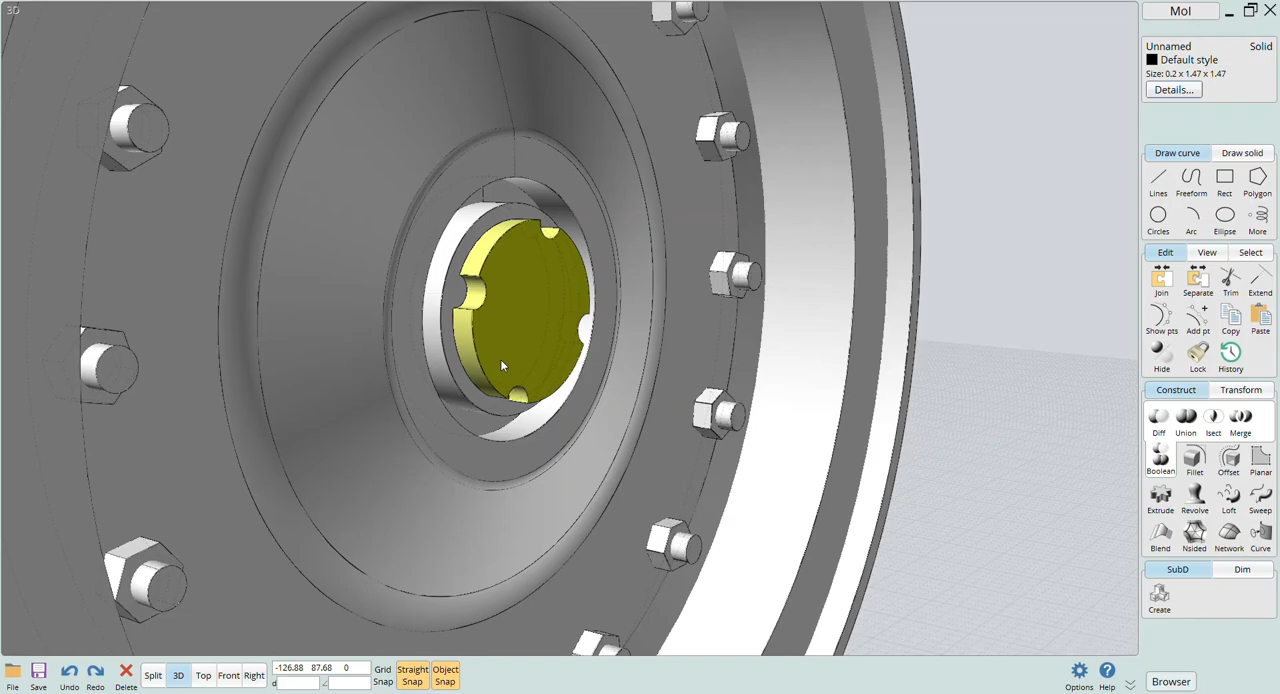 3D
MoI
Unnamed Solid
Default style
Size: 0.2 x 1.47 x 1.47
Details...
Draw curve Draw solid
Lines Freeform Rect Polygon
Circles Arc Ellipse More
Edit View Select
Join Separate Trim Extend
Show pts Add pt Copy Paste
Hide Lock History
Construct Transform
Diff Union Isect Merge
Boolean Fillet Offset Planar
Extrude Revolve Loft Sweep
Blend Nsided Network Curve
SubD Dim
Create
File Save Undo Redo Delete Split 3D Top Front Right
-126.88 87.68 0
d
Grid Snap
Straight Snap
Object Snap
Options Help
Browser